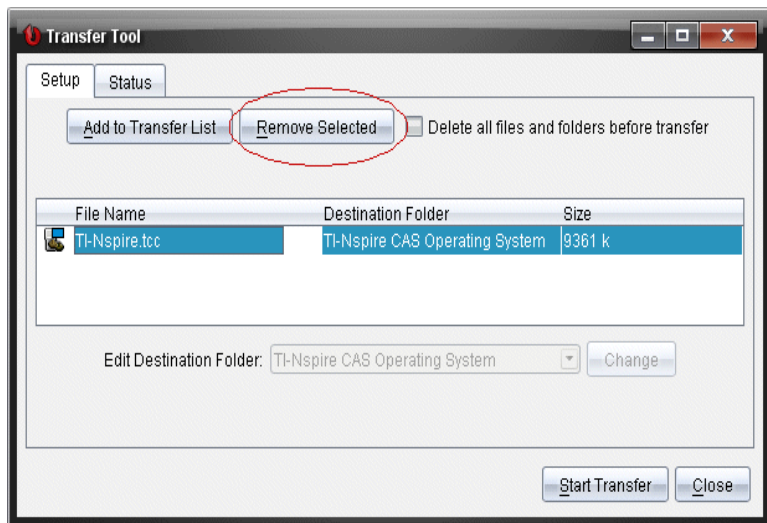 Transfer Tool
Setup Status
Add to Transfer List Remove Selected Delete all files and folders before transfer
File Name Destination Folder Size
TI-Nspire.tcc TI-Nspire CAS Operating System 9361 k
Edit Destination Folder: TI-Nspire CAS Operating System Change
Start Transfer Close